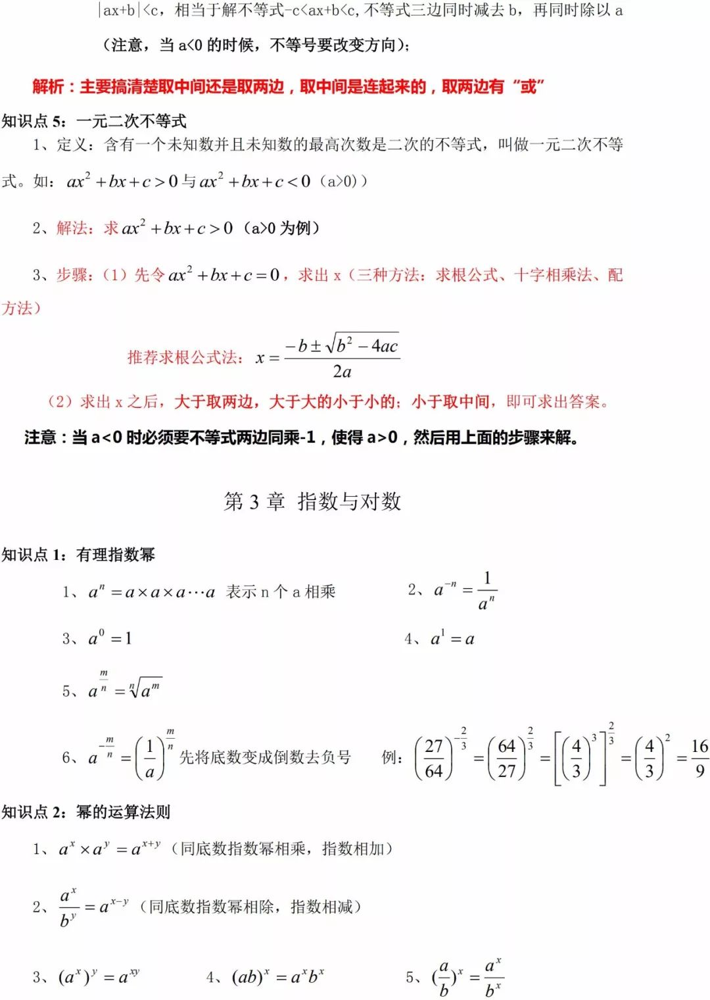 |ax+b|<c，相当于解不等式-c<ax+b<c,不等式三边同时减去b，再同时除以a
（注意，当a<0的时候，不等号要改变方向）；
解析：主要搞清楚取中间还是取两边，取中间是连起来的，取两边有“或”
知识点 5：一元二次不等式
1、定义：含有一个未知数并且未知数的最高次数是二次的不等式，叫做一元二次不等
式。如：ax²+bx+c>0与ax²+bx+c<0（a>0)）
2、解法：求ax²+bx+c>0（a>0为例）
3、步骤：（1）先令ax²+bx+c=0，求出x（三种方法：求根公式、十字相乘法、配
方法）
推荐求根公式法：x=\frac{-b±\sqrt{b²-4ac}}{2a}
（2）求出x之后，大于取两边，大于大的小于小的；小于取中间，即可求出答案。
注意：当a<0时必须要不等式两边同乘-1，使得a>0，然后用上面的步骤来解。
第 3 章 指数与对数
知识点 1：有理指数幂
1、a^{n}=a×a×a⋯a 表示n个a相乘 2、a^{-n}=\frac{1}{a^{n}}
3、a^{0}=1 4、a^{1}=a
5、a^{\frac{m}{n}}=\sqrt[n]{a^{m}}
6、a^{-\frac{m}{n}}=\left(\frac{1}{a}\right)^{\frac{m}{n}}先将底数变成倒数去负号 例：\left(\frac{27}{64}\right)^{-\frac{2}{3}}=\left(\frac{64}{27}\right)^{\frac{2}{3}}=\left[\left(\frac{4}{3}\right)^{3}\right]^{\frac{2}{3}}=\left(\frac{4}{3}\right)^{2}=\frac{16}{9}
知识点 2：幂的运算法则
1、a^{x}×a^{y}=a^{x+y}（同底数指数幂相乘，指数相加）
2、\frac{a^{x}}{b^{y}}=a^{x-y}（同底数指数幂相除，指数相减）
3、(a^{x})^{y}=a^{xy} 4、(ab)^{x}=a^{x}b^{x} 5、(\frac{a}{b})^{x}=\frac{a^{x}}{b^{x}}